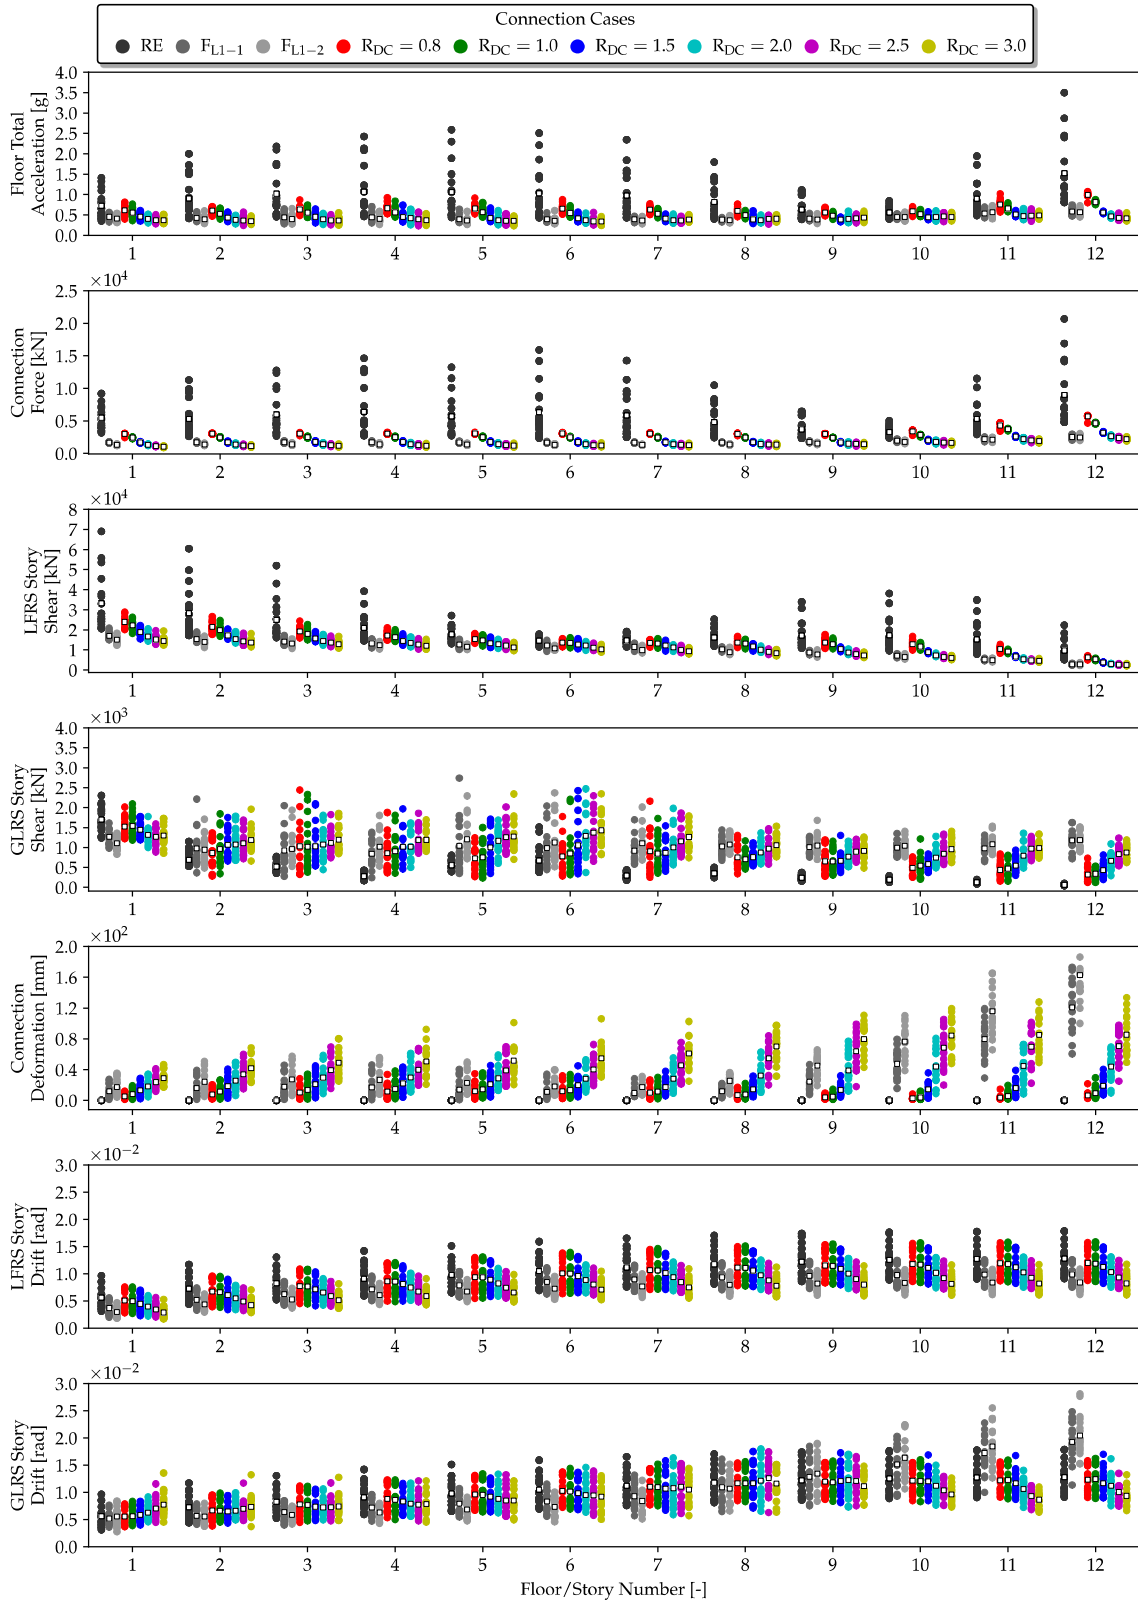 Connection Cases
RE F_L1−1 F_L1−2 R_DC = 0.8 R_DC = 1.0 R_DC = 1.5 R_DC = 2.0 R_DC = 2.5 R_DC = 3.0
Floor Total
Acceleration [g]
4.0
3.5
3.0
2.5
2.0
1.5
1.0
0.5
0.0
1 2 3 4 5 6 7 8 9 10 11 12
×10⁴
Connection
Force [kN]
2.5
2.0
1.5
1.0
0.5
0.0
1 2 3 4 5 6 7 8 9 10 11 12
×10⁴
LFRS Story
Shear [kN]
8
7
6
5
4
3
2
1
0
1 2 3 4 5 6 7 8 9 10 11 12
×10³
GLRS Story
Shear [kN]
4.0
3.5
3.0
2.5
2.0
1.5
1.0
0.5
0.0
1 2 3 4 5 6 7 8 9 10 11 12
×10²
Connection
Deformation [mm]
2.0
1.6
1.2
0.8
0.4
0.0
1 2 3 4 5 6 7 8 9 10 11 12
×10⁻²
LFRS Story
Drift [rad]
3.0
2.5
2.0
1.5
1.0
0.5
0.0
1 2 3 4 5 6 7 8 9 10 11 12
×10⁻²
GLRS Story
Drift [rad]
3.0
2.5
2.0
1.5
1.0
0.5
0.0
1 2 3 4 5 6 7 8 9 10 11 12
Floor/Story Number [-]